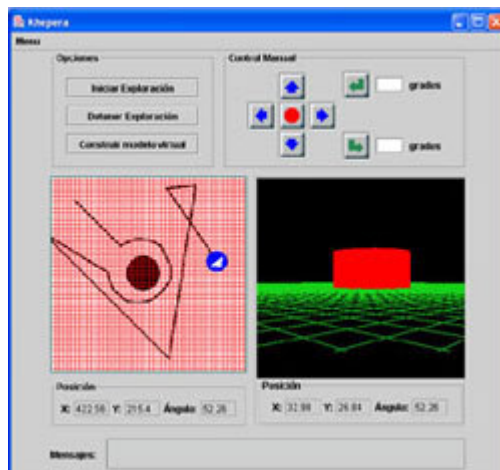 Khepera
Menu
Opciones
Iniciar Exploración
Detener Exploración
Construir modelo virtual
Control Manual
grados
grados
Posición
X: 422.56 Y: 215.4 Ángulo: 52.26
Posición
X: 32.98 Y: 26.84 Ángulo: 52.26
Mensajes: